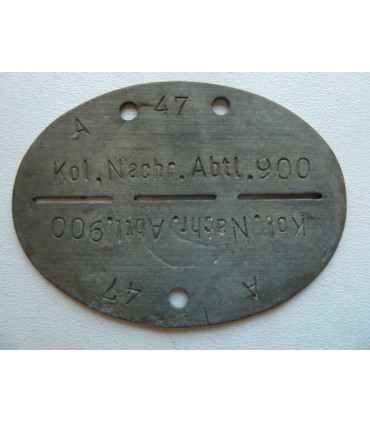 A 47
Kol. Nachr. Abtl. 900
Kol. Nachr. Abtl. 900
A 47